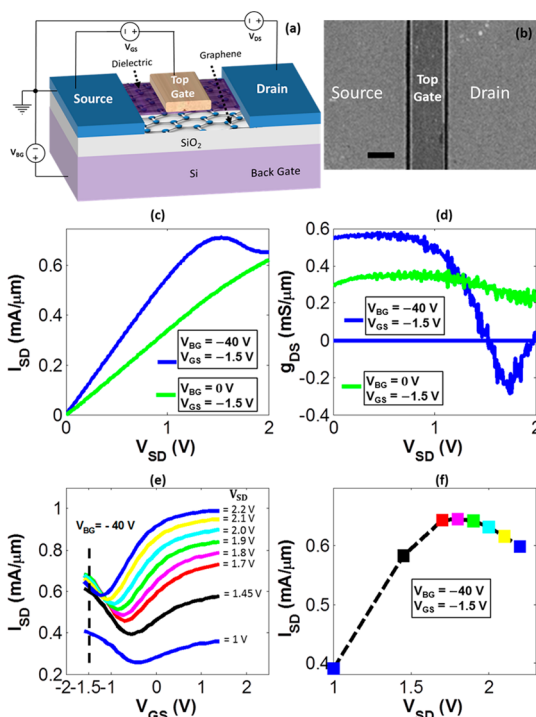 (a)
V_GS
V_DS
Dielectric
Graphene
Source
Top
Gate
Drain
SiO₂
V_BG
Si
Back Gate
(b)
Source
Top
Gate
Drain
(c)
I_SD (mA/μm)
0.6
0.4
0.2
0
V_BG = −40 V
V_GS = −1.5 V
V_BG = 0 V
V_GS = −1.5 V
0
1
2
V_SD (V)
(d)
g_DS (mS/μm)
0.6
0.4
0.2
0
-0.2
-0.4
V_BG = −40 V
V_GS = −1.5 V
V_BG = 0 V
V_GS = −1.5 V
0
0.5
1
1.5
2
V_SD (V)
(e)
I_SD (mA/μm)
1
0.8
0.6
0.4
0.2
V_BG = - 40 V
V_SD
= 2.2 V
= 2.1 V
= 2.0 V
= 1.9 V
= 1.8 V
= 1.7 V
= 1.45 V
= 1 V
-2
-1.5
-1
0
1
2
V_GS (V)
(f)
I_SD (mA/μm)
0.6
0.5
0.4
V_BG = −40 V
V_GS = −1.5 V
1
1.5
2
V_SD (V)